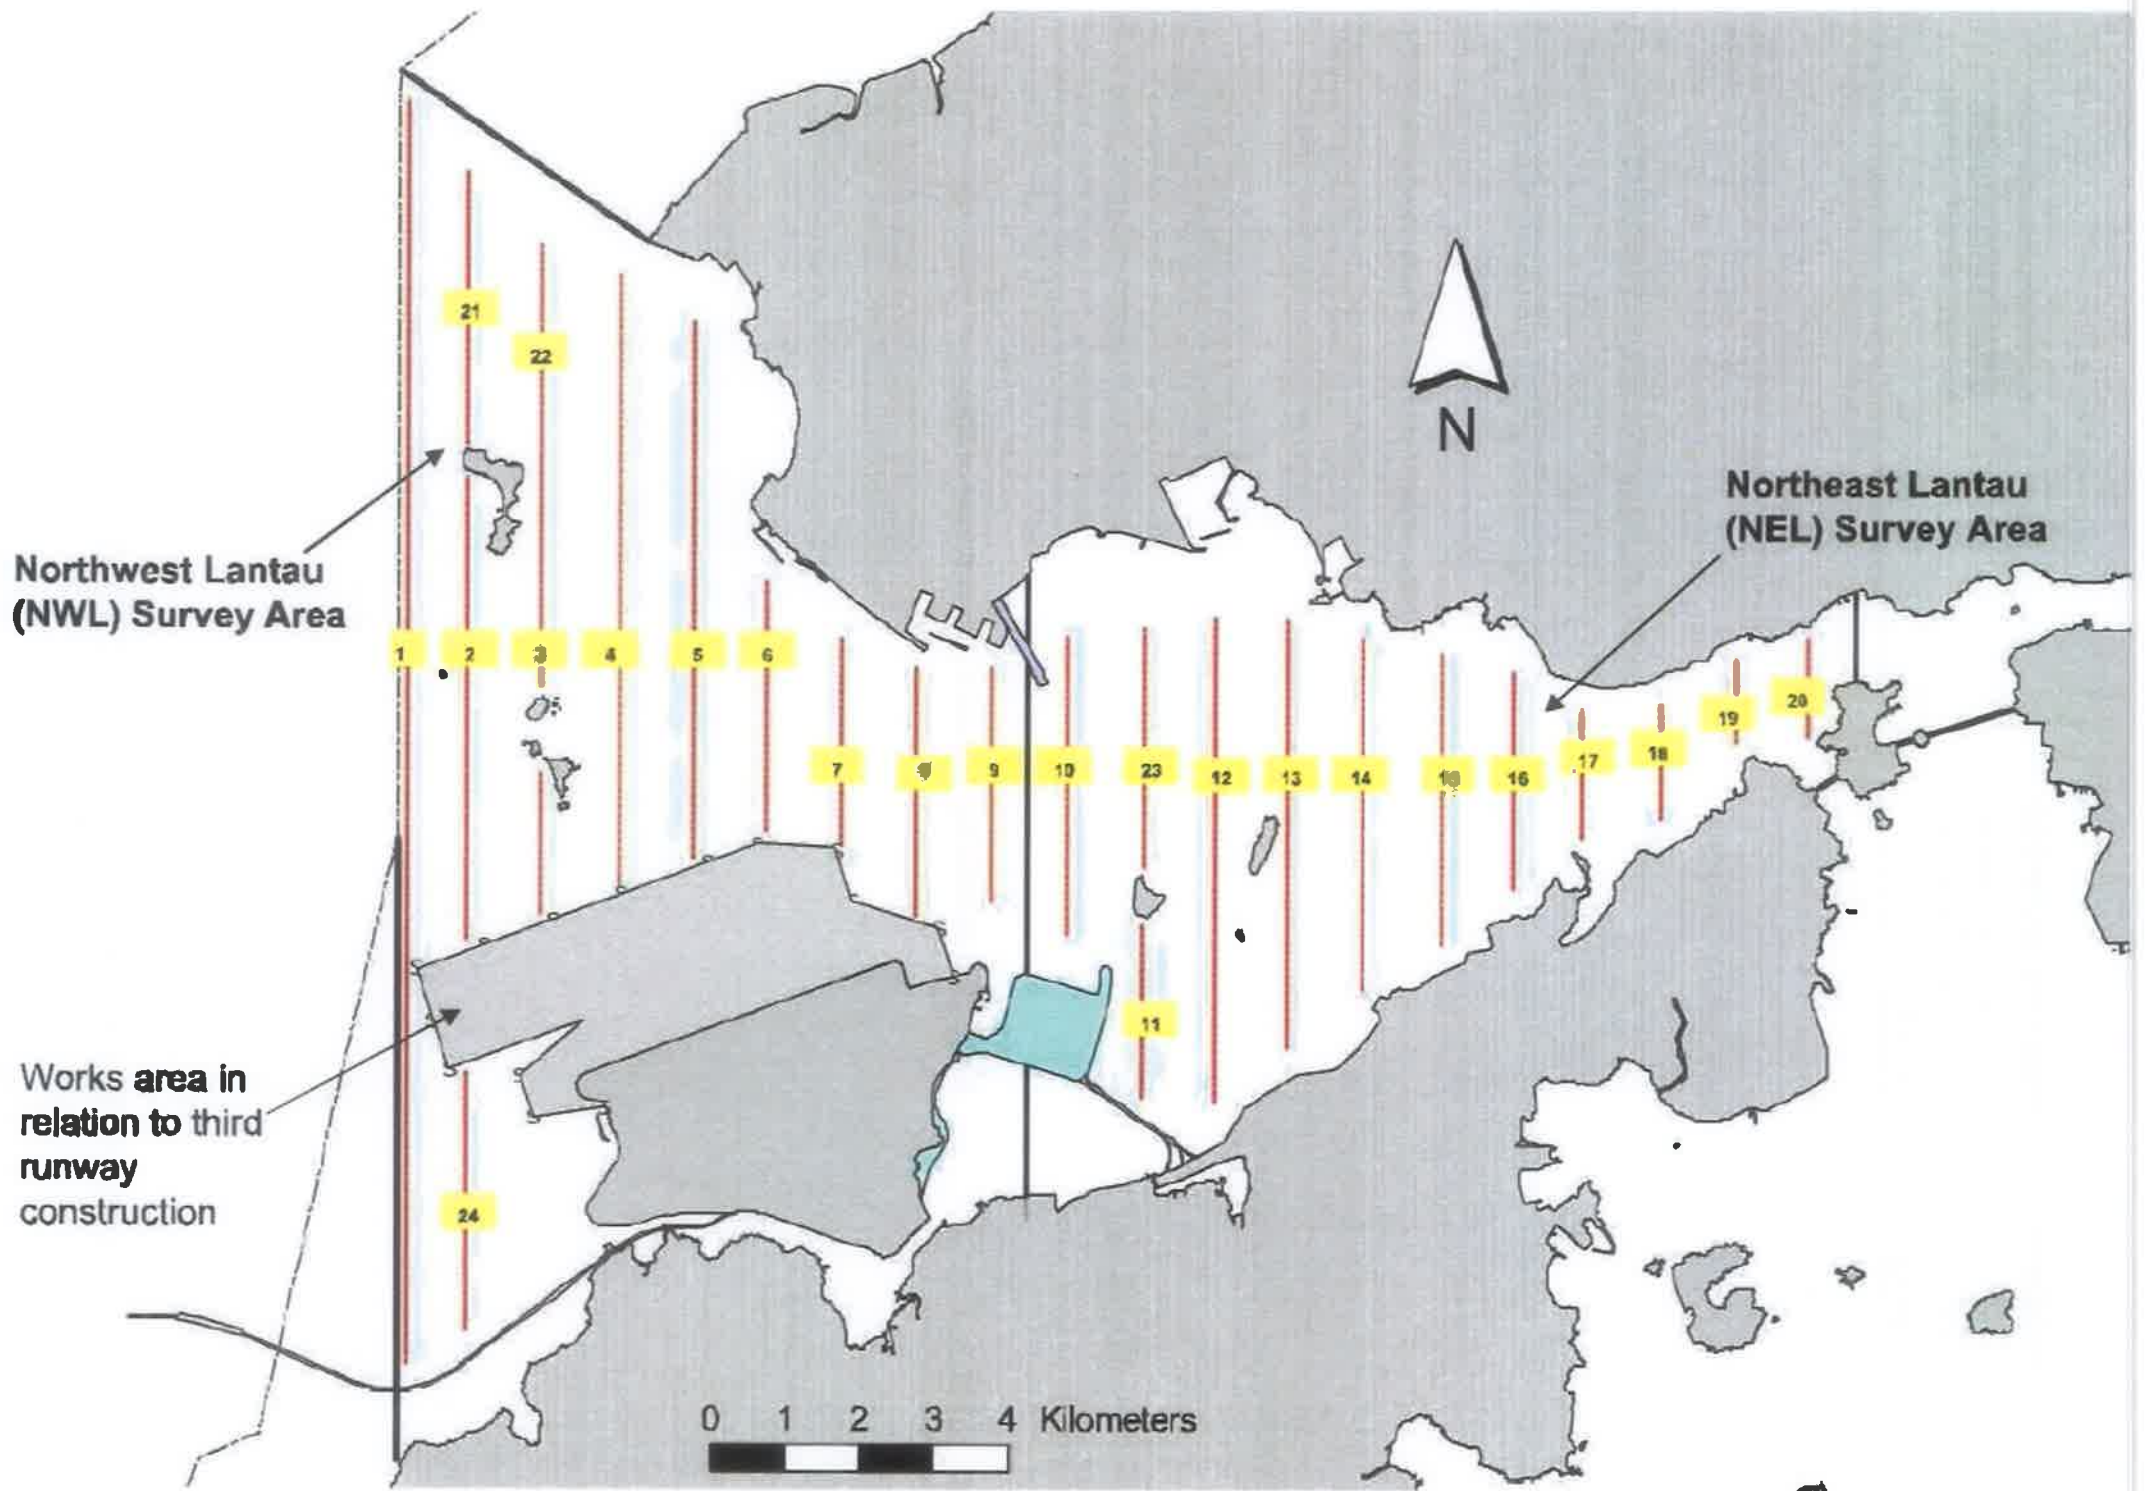 21
22
N
Northeast Lantau
(NEL) Survey Area
Northwest Lantau
(NWL) Survey Area
1 2 3 4 5 6
7 9 10 23 12 13 14 15 16 17 18 19 20
11
Works area in
relation to third
runway
construction
24
0 1 2 3 4 Kilometers